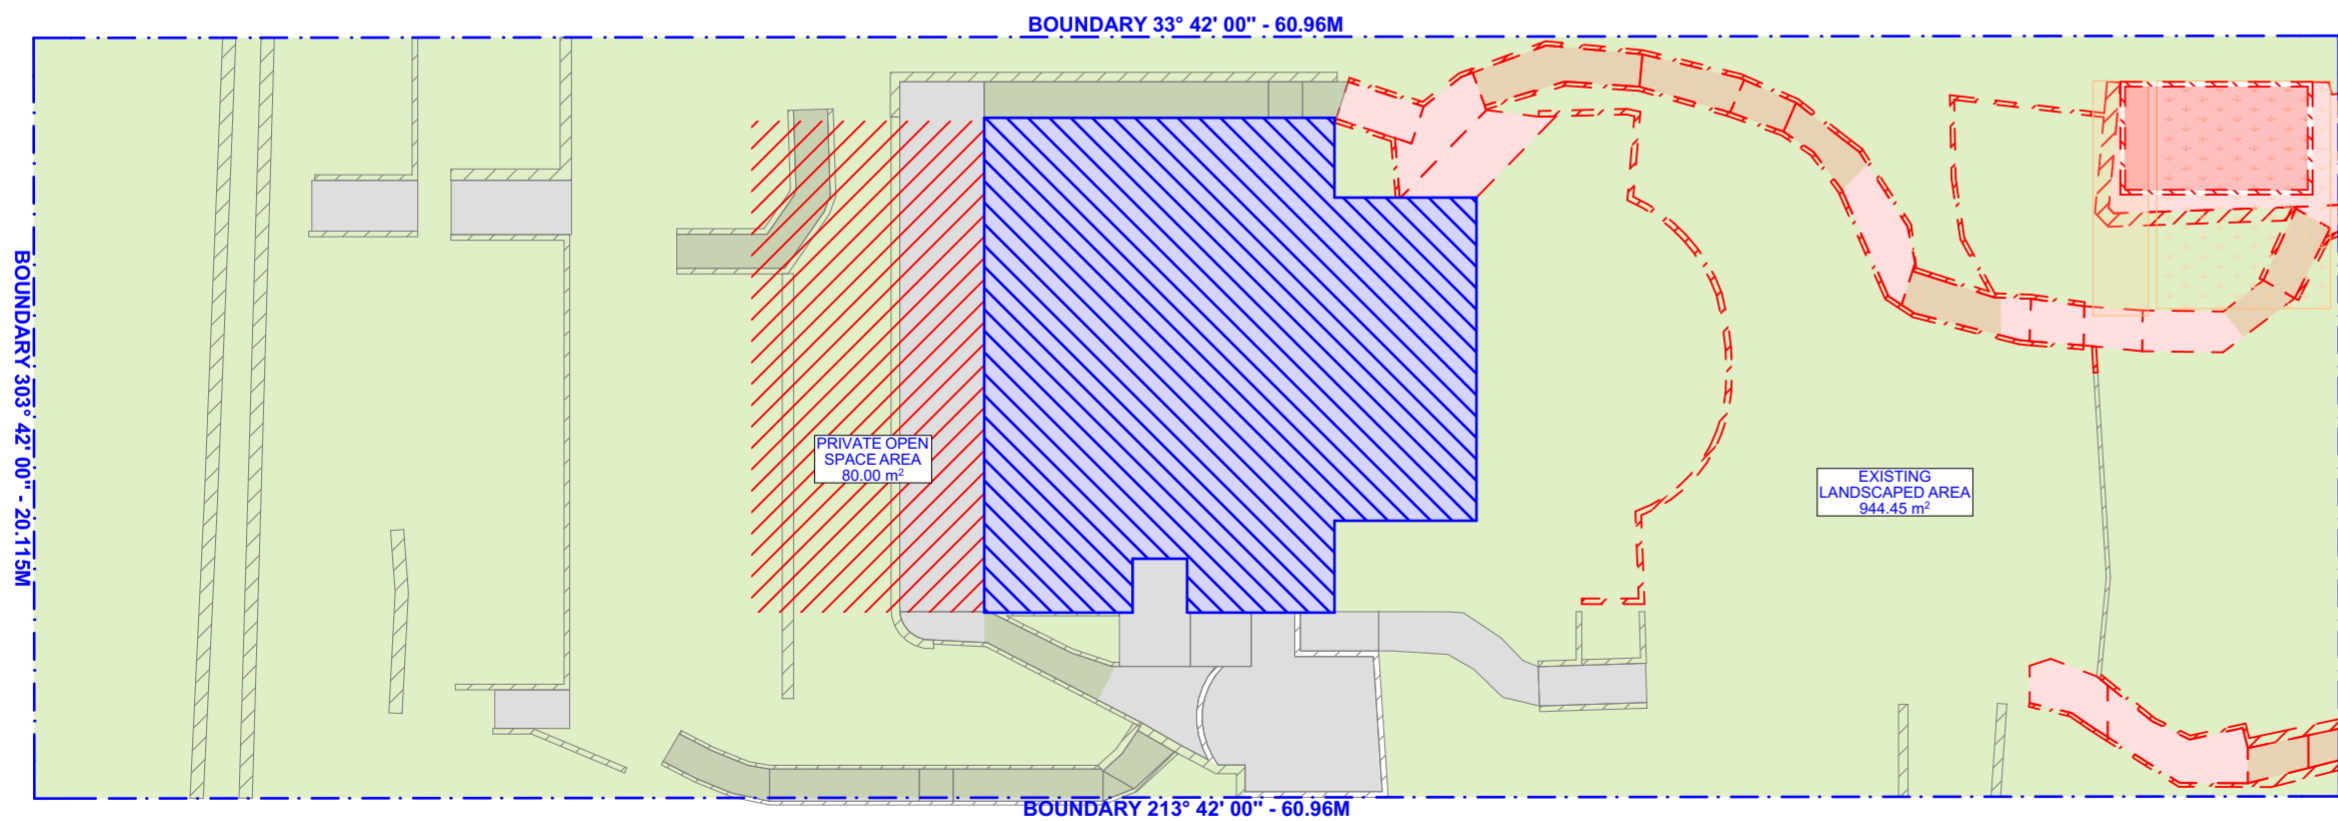 BOUNDARY 33° 42' 00" - 60.96M
BOUNDARY 303° 42' 00" - 20.115M
PRIVATE OPEN
SPACE AREA
80.00 m²
EXISTING
LANDSCAPED AREA
944.45 m²
BOUNDARY 213° 42' 00" - 60.96M